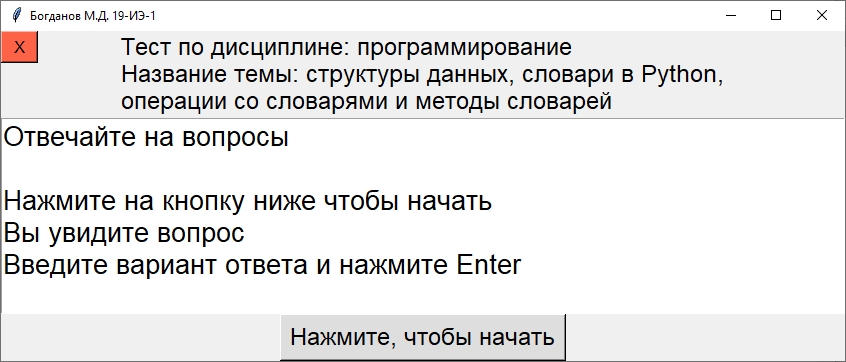 Богданов М.Д. 19-ИЭ-1
X
Тест по дисциплине: программирование
Название темы: структуры данных, словари в Python,
операции со словарями и методы словарей
Отвечайте на вопросы
Нажмите на кнопку ниже чтобы начать
Вы увидите вопрос
Введите вариант ответа и нажмите Enter
Нажмите, чтобы начать